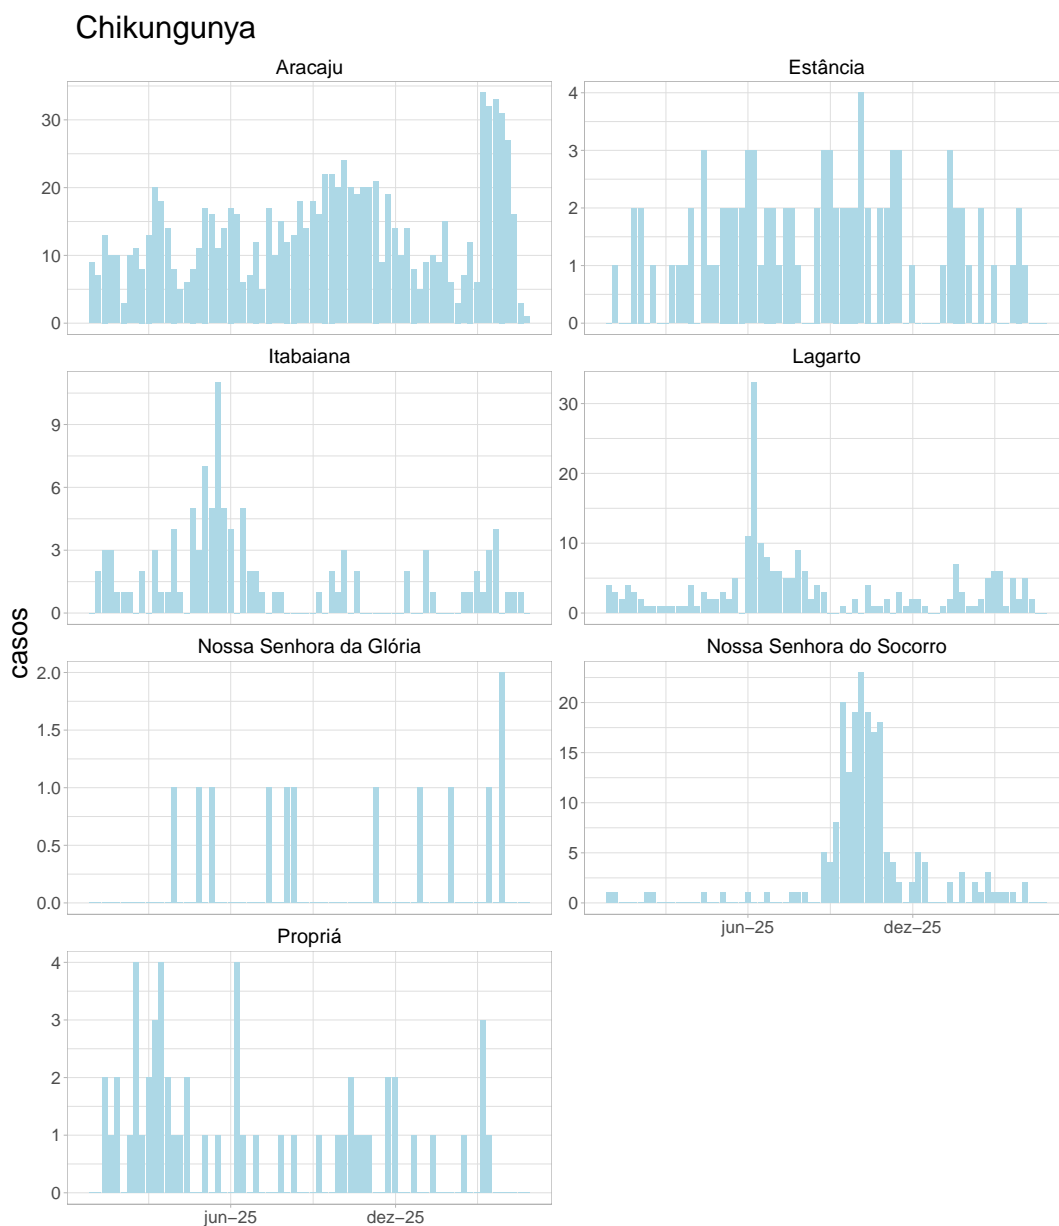 Chikungunya
Aracaju
Estância
30
20
10
0
4
3
2
1
0
Itabaiana
Lagarto
9
6
3
0
30
20
10
0
casos
Nossa Senhora da Glória
Nossa Senhora do Socorro
2.0
1.5
1.0
0.5
0.0
20
15
10
5
0
jun−25
dez−25
Propriá
4
3
2
1
0
jun−25
dez−25